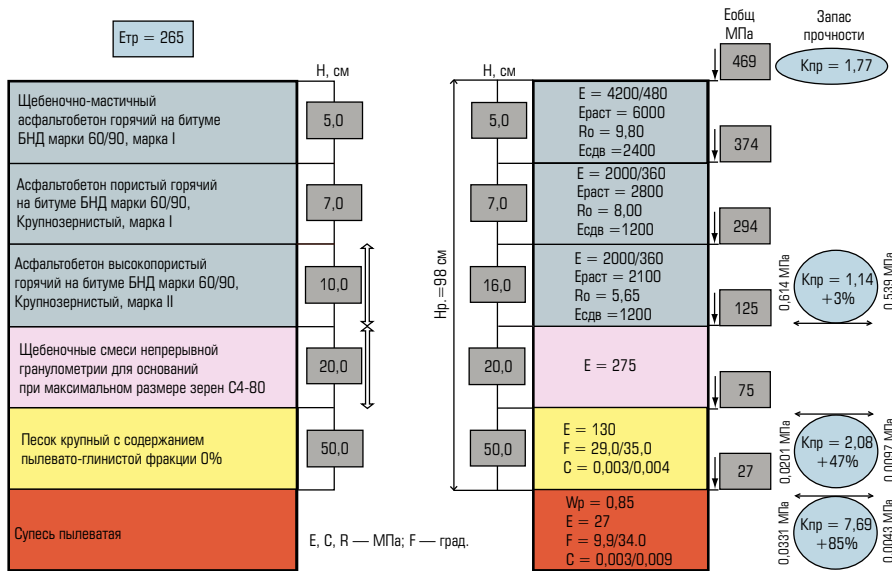 Етр = 265
Н, см
Щебеночно-мастичный
асфальтобетон горячий на битуме
БНД марки 60/90, марка I
5,0
Асфальтобетон пористый горячий
на битуме БНД марки 60/90,
Крупнозернистый, марка I
7,0
Асфальтобетон высокопористый
горячий на битуме БНД марки 60/90,
Крупнозернистый, марка II
10,0
Щебеночные смеси непрерывной
гранулометрии для оснований
при максимальном размере зерен С4-80
20,0
Песок крупный с содержанием
пылевато-глинистой фракции 0%
50,0
Супесь пылеватая
Е, С, R — МПа; F — град.
Нр.=98 см
Н, см
5,0
7,0
16,0
20,0
50,0
Е = 4200/480
Ераст = 6000
Ro = 9,80
Есдв =2400
Е = 2000/360
Ераст = 2800
Ro = 8,00
Есдв =1200
Е = 2000/360
Ераст = 2100
Ro = 5,65
Есдв =1200
Е = 275
Е = 130
F = 29,0/35,0
С = 0,003/0,004
Wр = 0,85
Е = 27
F = 9,9/34.0
С = 0,003/0,009
Еобщ
МПа
469
374
294
125
75
27
Запас
прочности
Кпр = 1,77
0,614 МПа
Кпр = 1,14
+3%
0,539 МПа
0,0201 МПа
Кпр = 2,08
+47%
0,0097 МПа
0,0331 МПа
Кпр = 7,69
+85%
0,0043 МПа